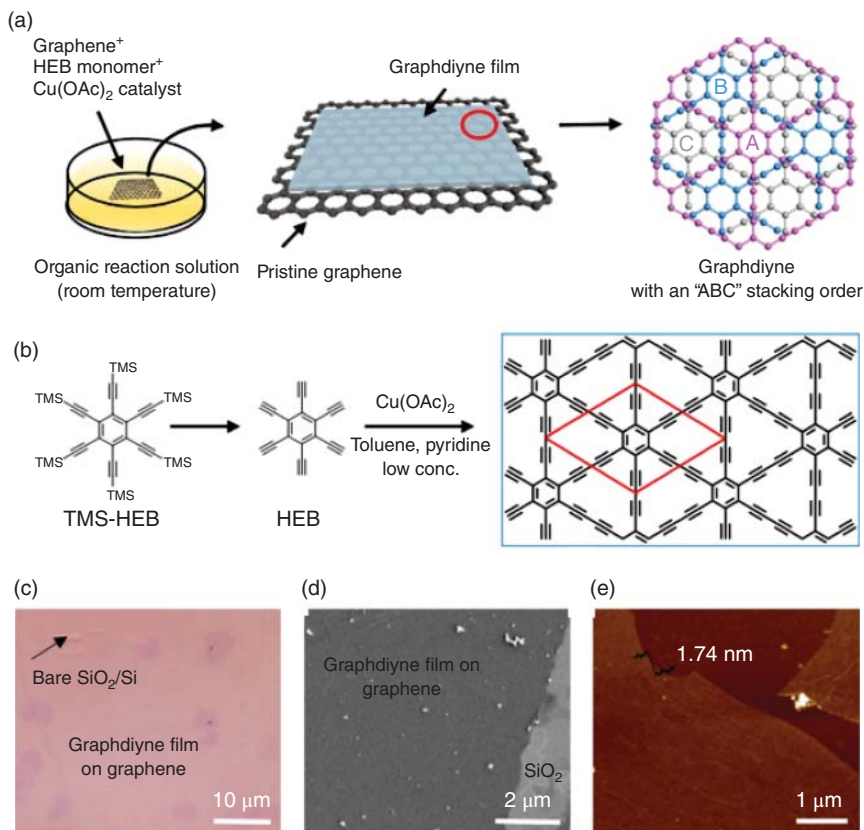 (a)
Graphene⁺
HEB monomer⁺
Cu(OAc)₂ catalyst
Organic reaction solution
(room temperature)
Graphdiyne film
Pristine graphene
B
C
A
Graphdiyne
with an “ABC” stacking order
(b)
TMS
TMS
TMS
TMS
TMS
TMS
TMS-HEB
HEB
Cu(OAc)₂
Toluene, pyridine
low conc.
(c)
Bare SiO₂/Si
Graphdiyne film
on graphene
10 μm
(d)
Graphdiyne film on
graphene
SiO₂
2 μm
(e)
1.74 nm
1 μm